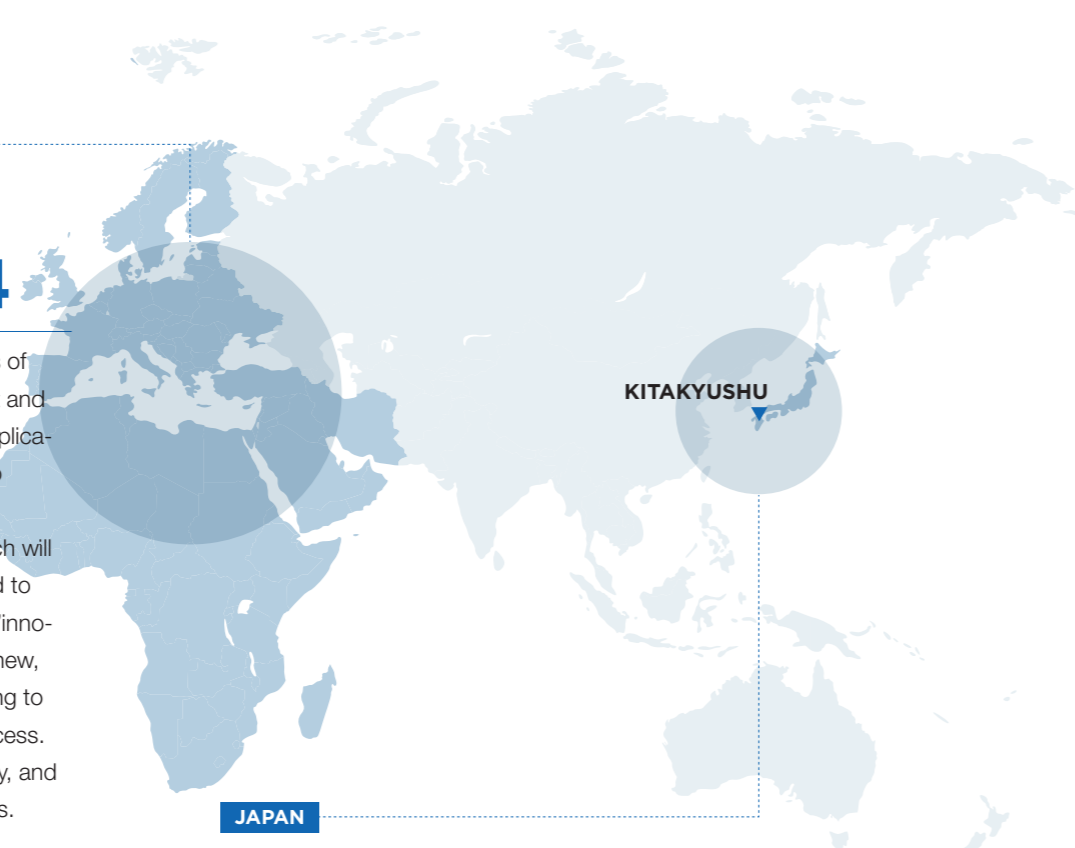 4
of
and
plica-
ch will
d to
inno-
new,
ng to
cess.
y, and
s.
KITAKYUSHU
JAPAN